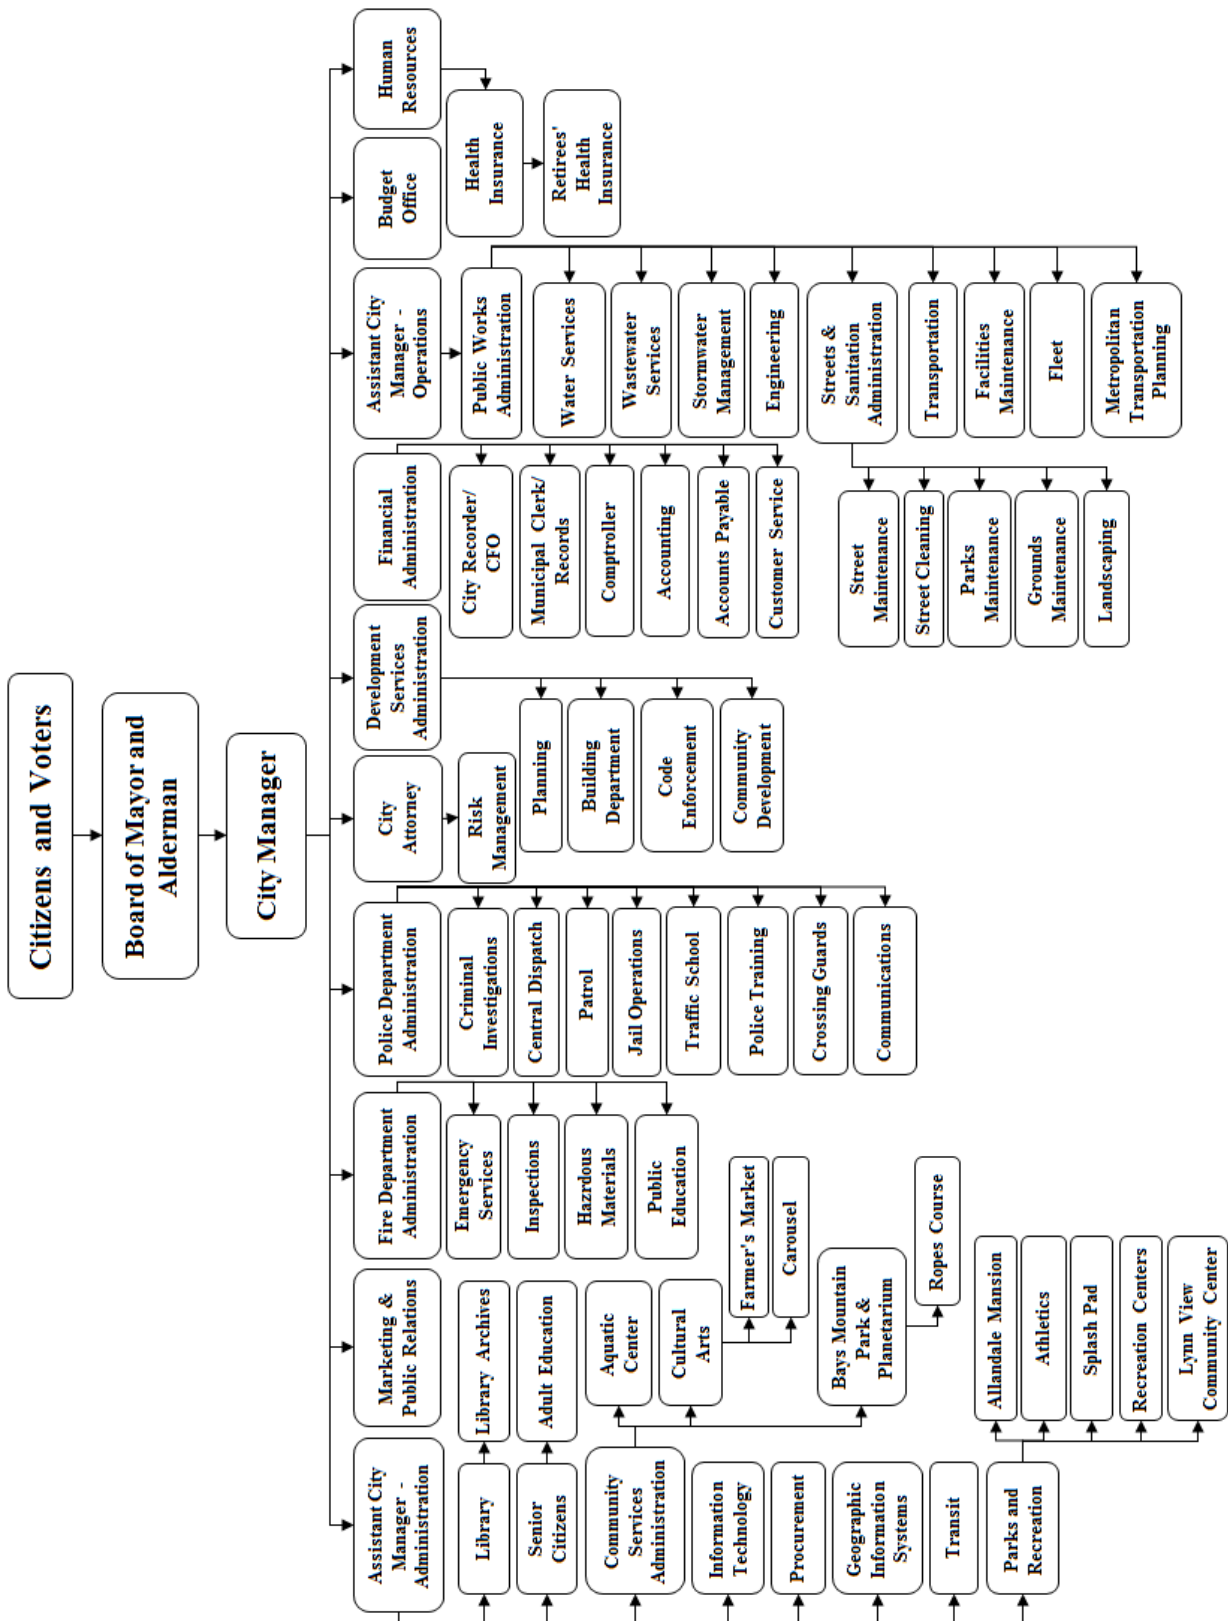 Citizens and Voters
Board of Mayor and
Alderman
City Manager
Assistant City
Manager -
Administration
Marketing &
Public Relations
Fire Department
Administration
Police Department
Administration
City
Attorney
Development
Services
Administration
Financial
Administration
Assistant City
Manager -
Operations
Budget
Office
Human
Resources
Library
Library Archives
Senior
Citizens
Adult Education
Community
Services
Administration
Aquatic
Center
Cultural
Arts
Farmer's Market
Carousel
Bays Mountain
Park &
Planetarium
Ropes Course
Information
Technology
Procurement
Geographic
Information
Systems
Transit
Parks and
Recreation
Allandale Mansion
Athletics
Splash Pad
Recreation Centers
Lynn View
Community Center
Emergency
Services
Inspections
Hazrdous
Materials
Public
Education
Criminal
Investigations
Central Dispatch
Patrol
Jail Operations
Traffic School
Police Training
Crossing Guards
Communications
Risk
Management
Planning
Building
Department
Code
Enforcement
Community
Development
City Recorder/
CFO
Municipal Clerk/
Records
Comptroller
Accounting
Accounts Payable
Customer Service
Public Works
Administration
Water Services
Wastewater
Services
Stormwater
Management
Engineering
Streets &
Sanitation
Administration
Street
Maintenance
Street Cleaning
Parks
Maintenance
Grounds
Maintenance
Landscaping
Transportation
Facilities
Maintenance
Fleet
Metropolitan
Transportation
Planning
Health
Insurance
Retirees'
Health
Insurance